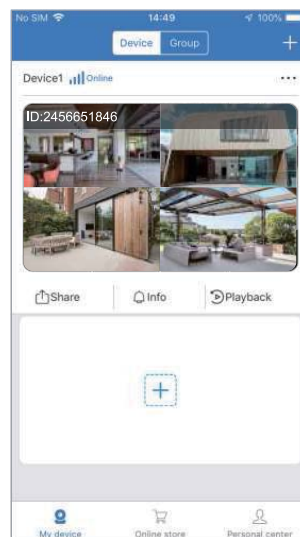 No SIM 14:49 100%
Device Group
Device1 Online
ID:2456651846
Share Info Playback
My device Online store Personal center